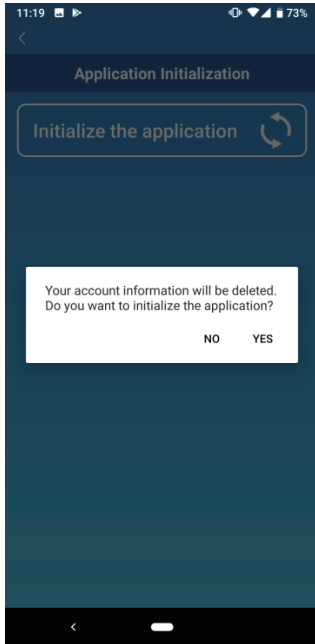 11:19 73%
Application Initialization
Initialize the application
Your account information will be deleted.
Do you want to initialize the application?
NO YES